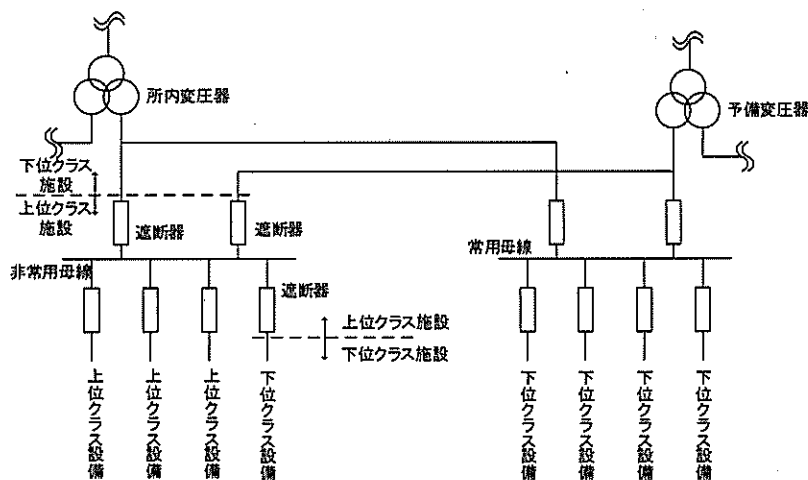 所内変圧器
予備変圧器
下位クラス
施設
上位クラス
施設
遮断器
遮断器
常用母線
非常用母線
遮断器
上位クラス施設
下位クラス施設
上位クラス設備
上位クラス設備
上位クラス設備
下位クラス設備
下位クラス設備
下位クラス設備
下位クラス設備
下位クラス設備